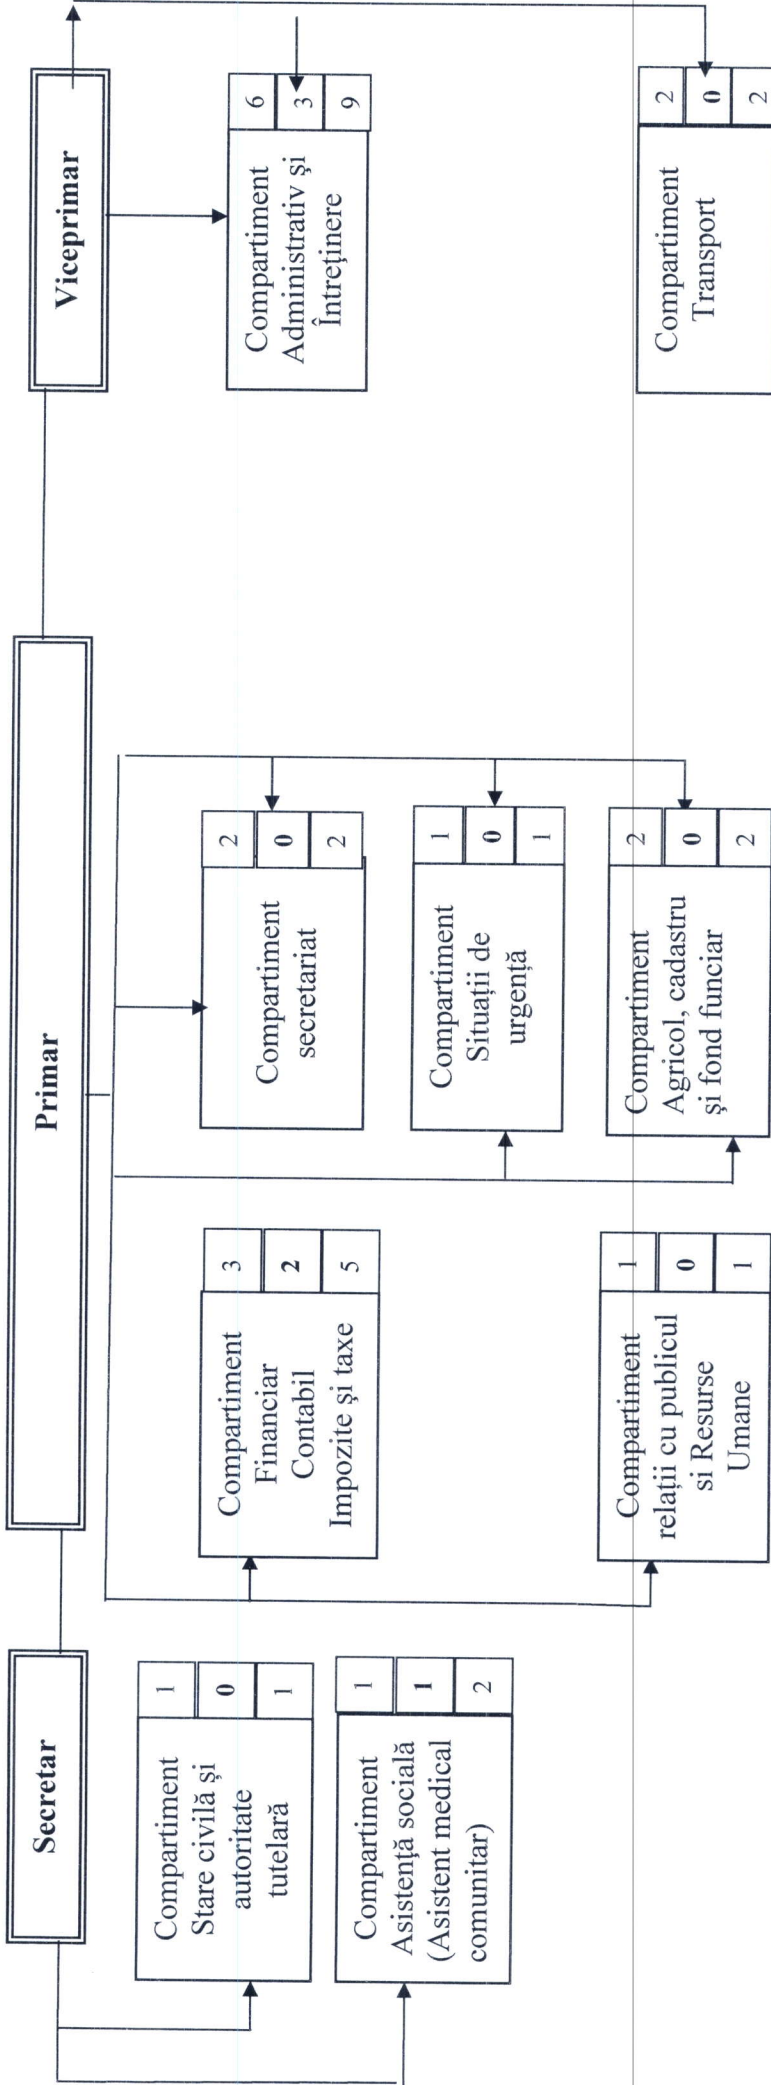 Secretar
Primar
Viceprimar
Compartiment
Stare civilă și
autoritate
tutelară
1
0
1
Compartiment
Asistență socială
(Asistent medical
comunitar)
1
1
2
Compartiment
Financiar
Contabil
Impozite și taxe
3
2
5
Compartiment
relații cu publicul
si Resurse
Umane
1
0
1
Compartiment
secretariat
2
0
2
Compartiment
Situații de
urgență
1
0
1
Compartiment
Agricol, cadastru
și fond funciar
2
0
2
Compartiment
Administrativ și
Întreținere
6
3
9
Compartiment
Transport
2
0
2